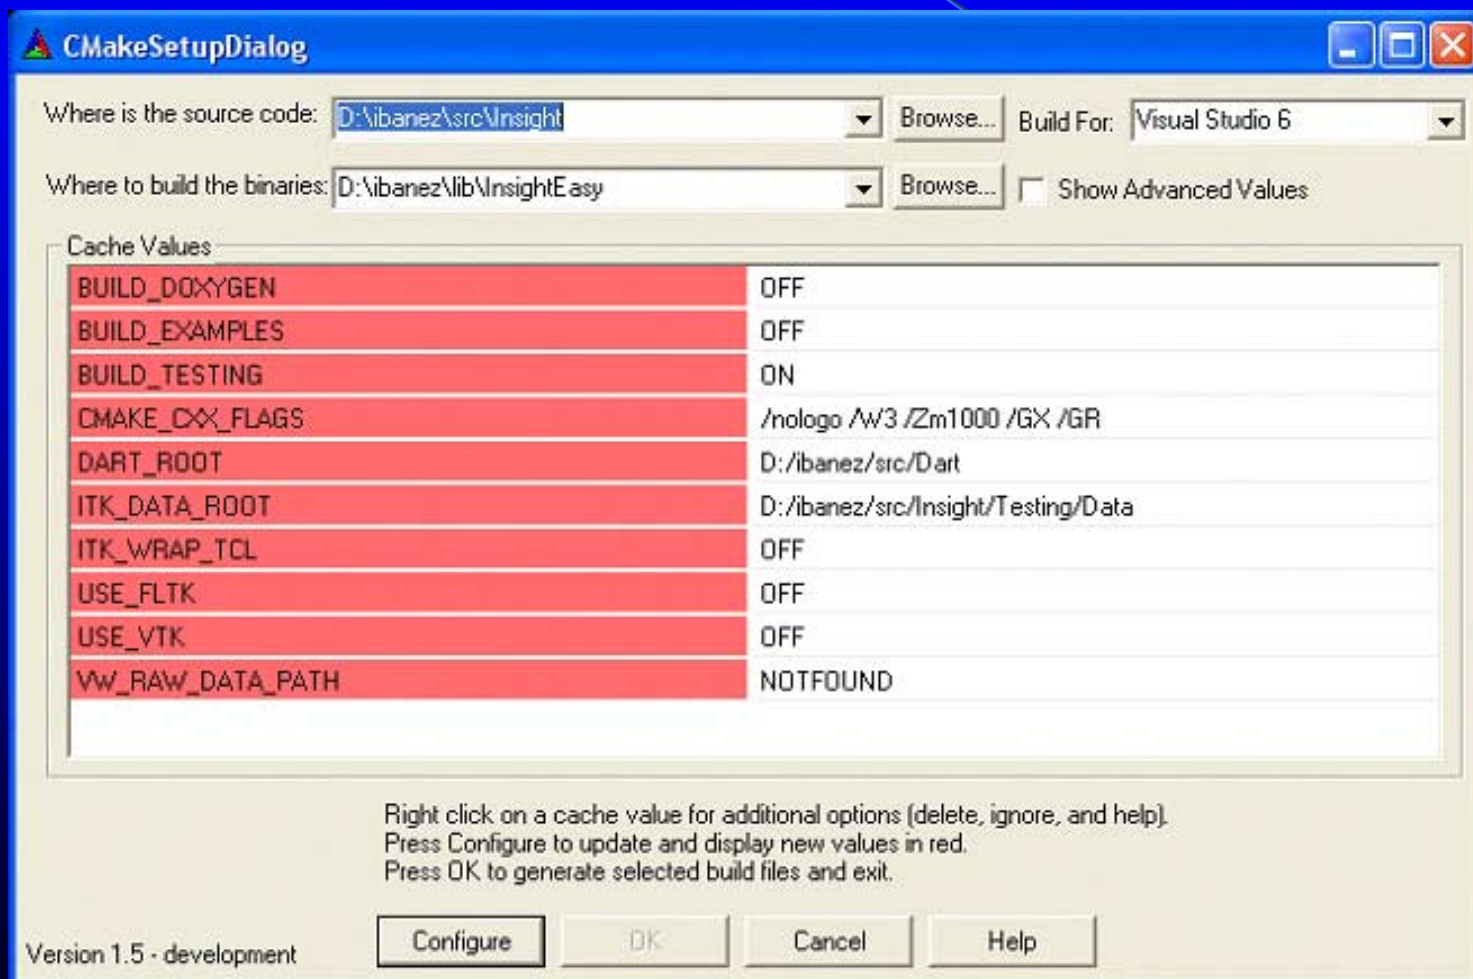 CMakeSetupDialog
Where is the source code: D:\ibanez\src\Insight Browse... Build For: Visual Studio 6
Where to build the binaries: D:\ibanez\lib\InsightEasy Browse... Show Advanced Values
Cache Values
BUILD_DOXYGEN OFF
BUILD_EXAMPLES OFF
BUILD_TESTING ON
CMAKE_CXX_FLAGS /nologo /W3 /Zm1000 /GX /GR
DART_ROOT D:/ibanez/src/Dart
ITK_DATA_ROOT D:/ibanez/src/Insight/Testing/Data
ITK_WRAP_TCL OFF
USE_FLTK OFF
USE_VTK OFF
VW_RAW_DATA_PATH NOTFOUND
Right click on a cache value for additional options (delete, ignore, and help).
Press Configure to update and display new values in red.
Press OK to generate selected build files and exit.
Version 1.5 - development Configure OK Cancel Help